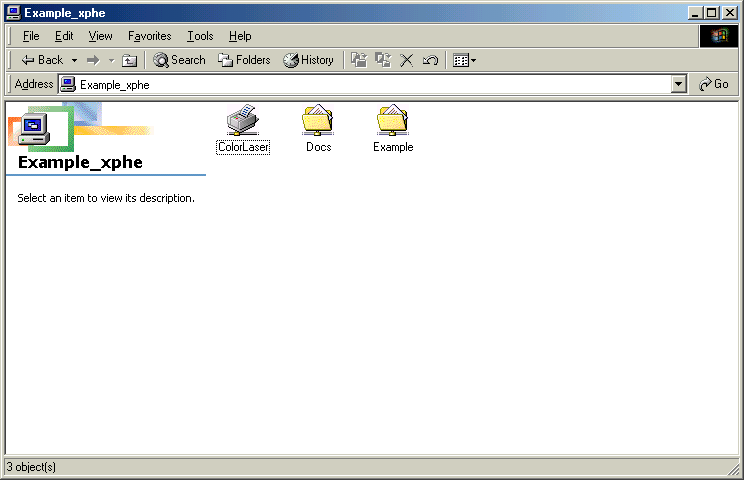 Example_xphe
File Edit View Favorites Tools Help
Back Search Folders History
Address Example_xphe Go
Example_xphe
Select an item to view its description.
ColorLaser Docs Example
3 object(s)